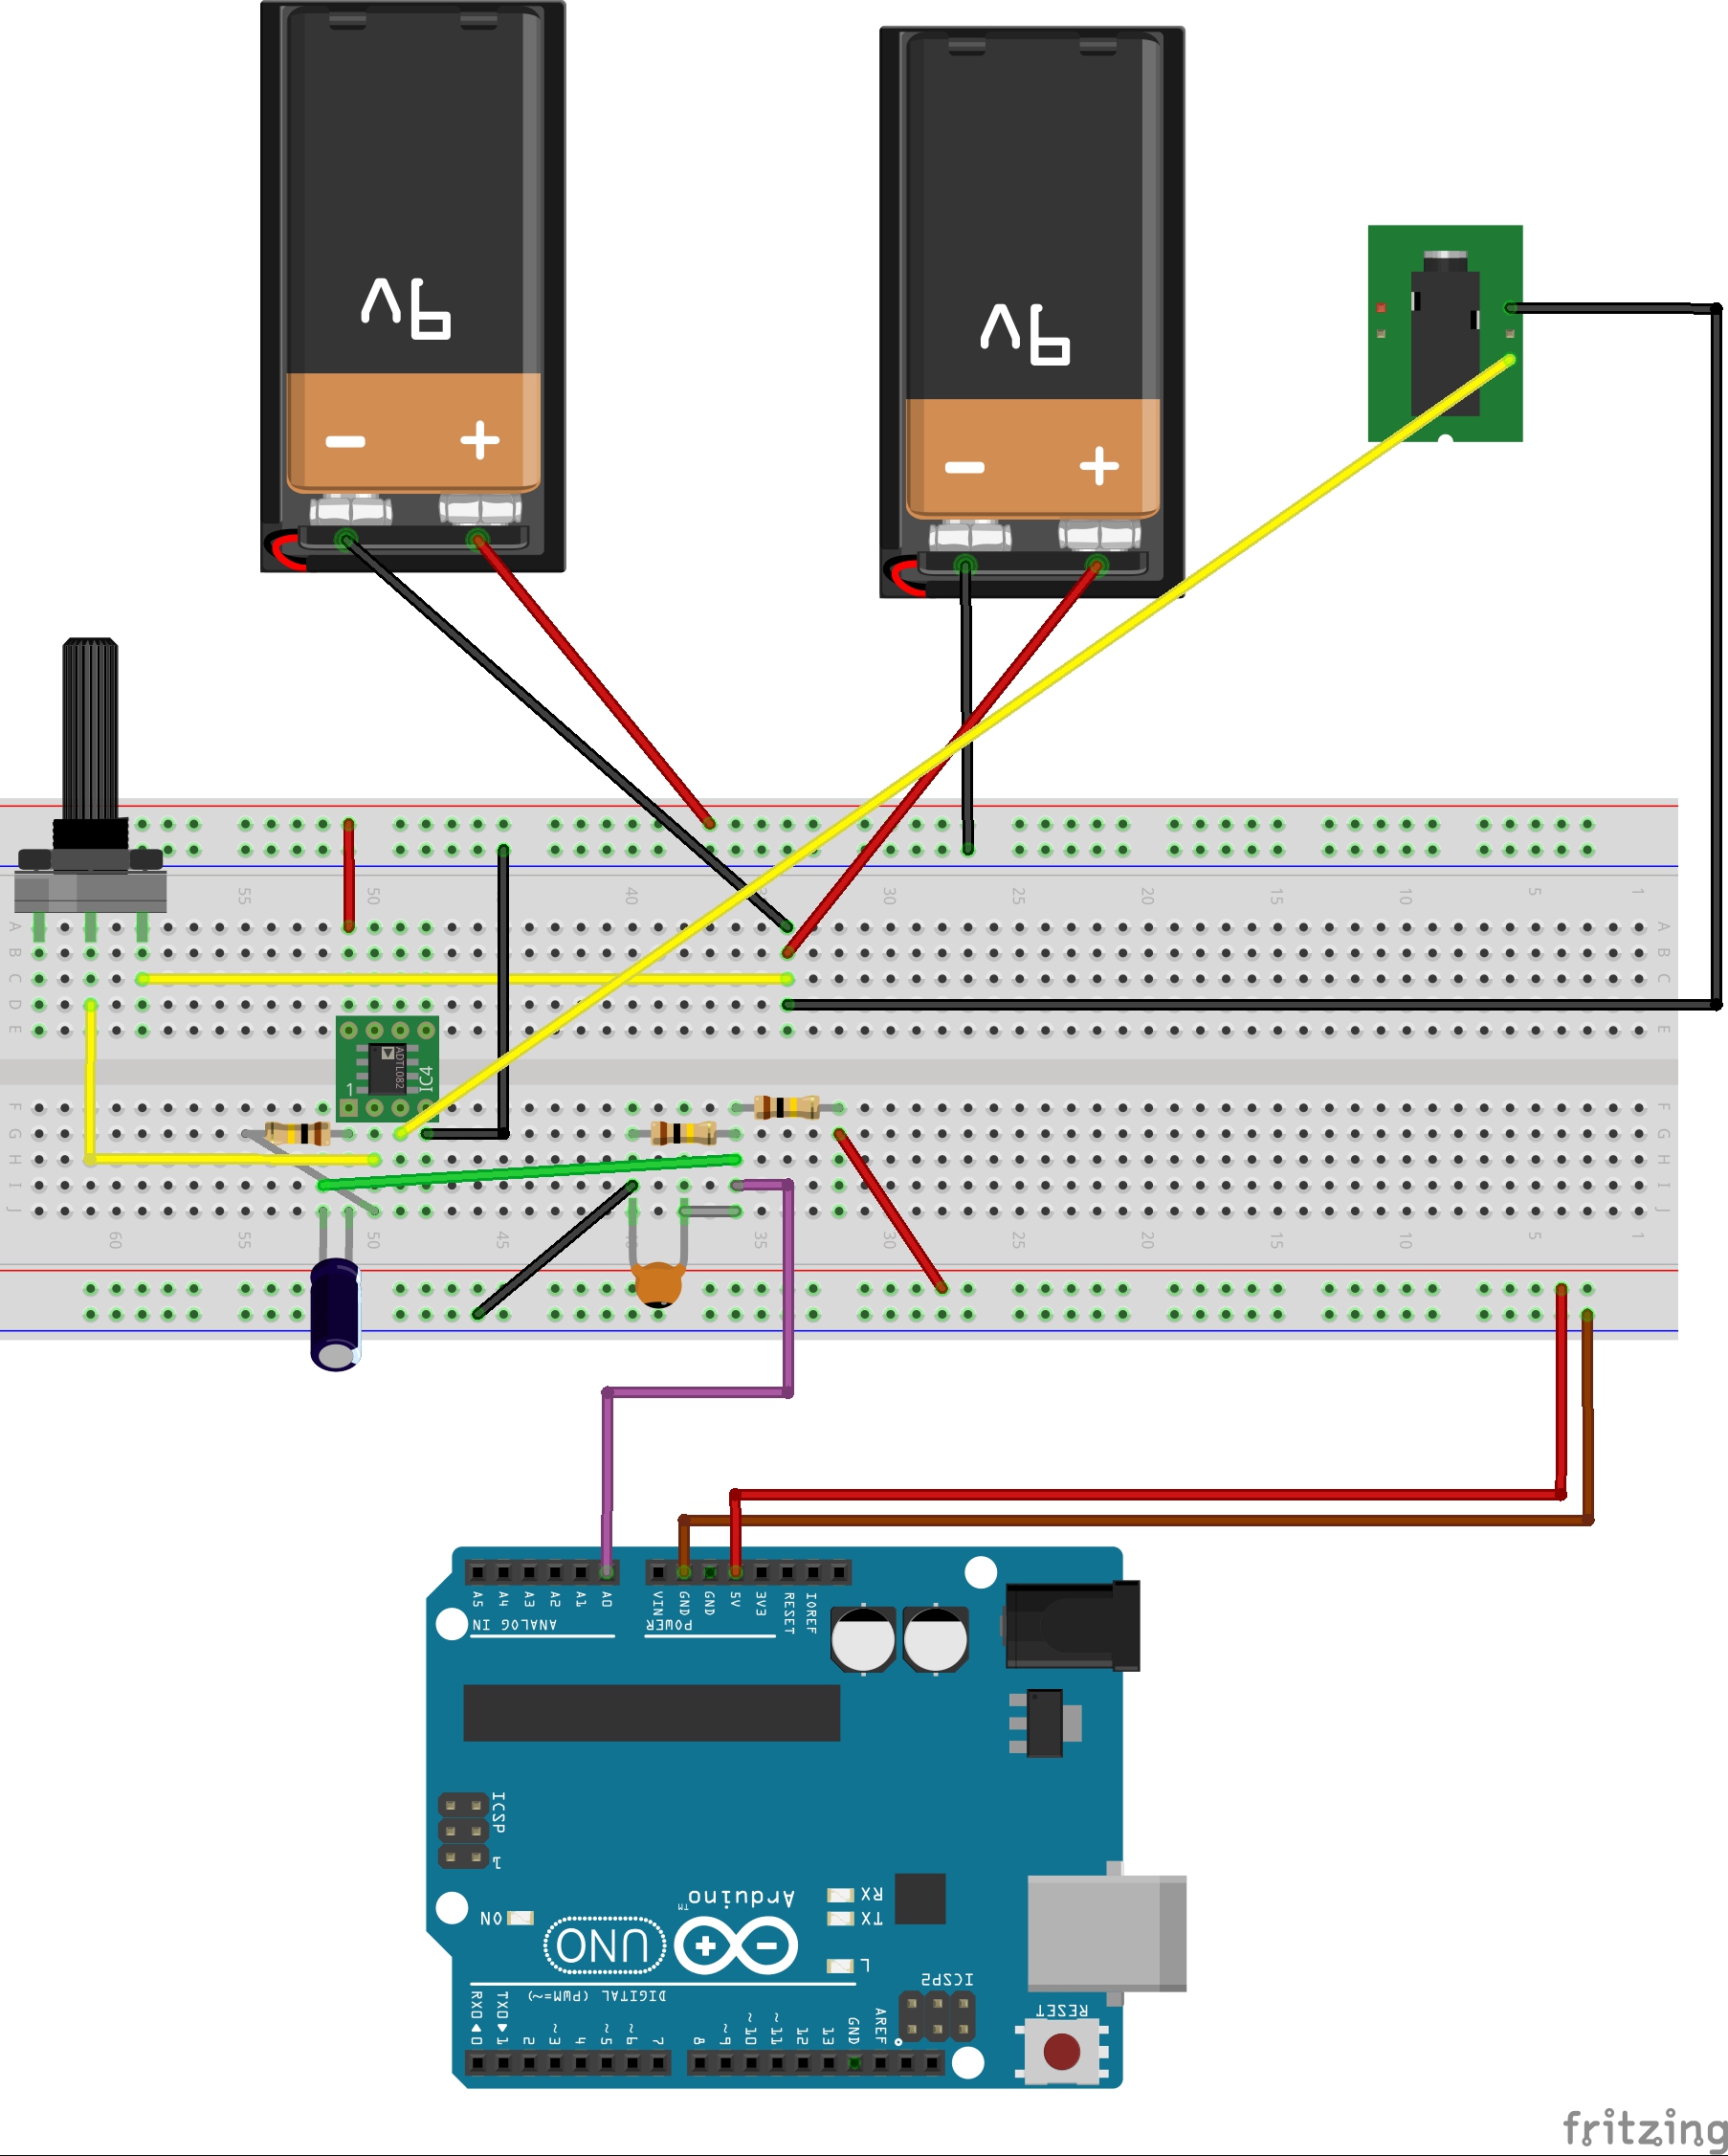 9V
9V
55
50
40
30
25
20
15
10
5
1
A
A
B
B
C
C
D
D
E
E
ADTL082
IC4
1
F
F
G
G
H
H
I
I
J
J
60
55
50
45
35
30
25
20
15
10
5
1
A5
A4
A3
A2
A1
A0
VIN
GND
GND
5V
3V3
RESET
IOREF
ANALOG IN
POWER
ICSP
1
Arduino
TM
ON
UNO
RX
TX
L
ICSP2
DIGITAL (PWM=~)
RESET
RX0 0
TX0 1
2
~3
4
~5
~6
7
8
~9
~10
~11
12
13
GND
AREF
fritzing